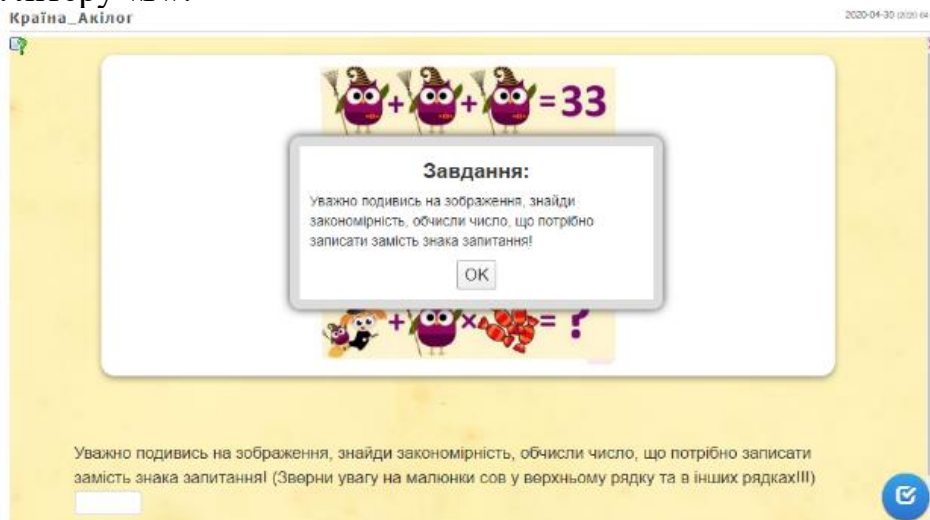 Країна_Акілог
2020-04-30
+ + =33
Завдання:
Уважно подивись на зображення, знайди
закономірність, обчисли число, що потрібно
записати замість знака запитання!
OK
+ × = ?
Уважно подивись на зображення, знайди закономірність, обчисли число, що потрібно записати
замість знака запитання! (Зверни увагу на малюнки сов у верхньому рядку та в інших рядках!!!)